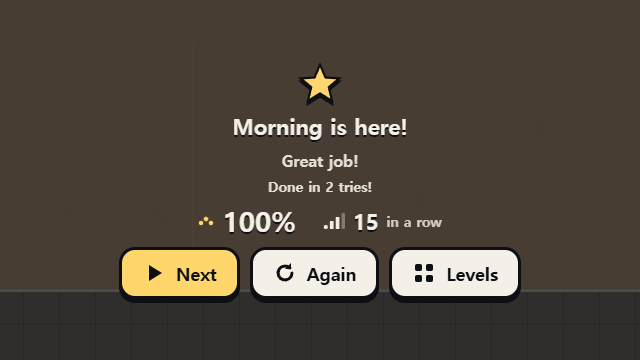 Morning is here!
Great job!
Done in 2 tries!
100% 15 in a row
Next Again Levels